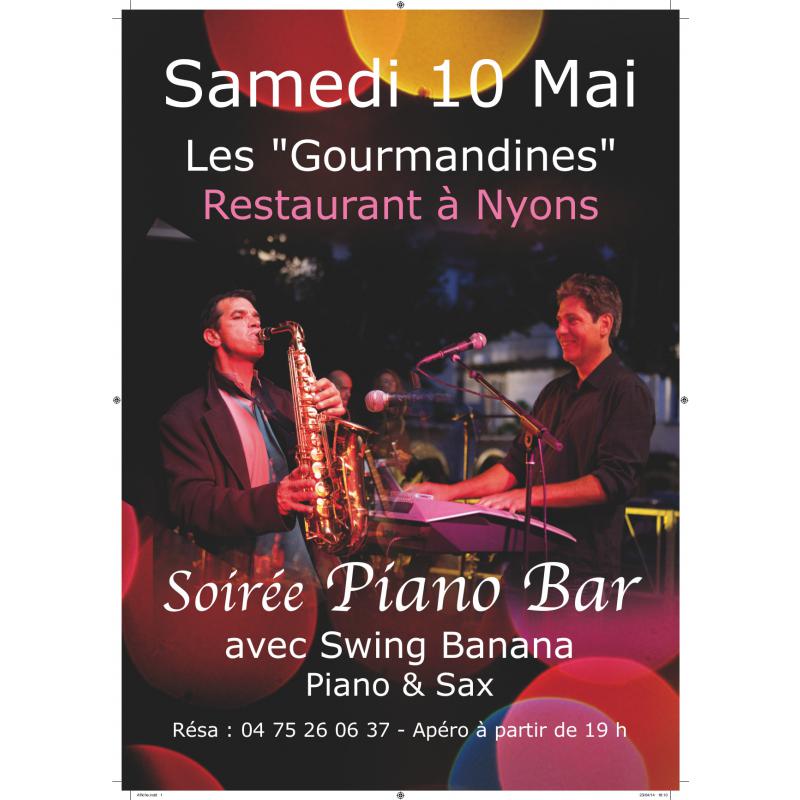 Samedi 10 Mai
Les "Gourmandines"
Restaurant à Nyons
Soirée Piano Bar
avec Swing Banana
Piano & Sax
Résa : 04 75 26 06 37 - Apéro à partir de 19 h